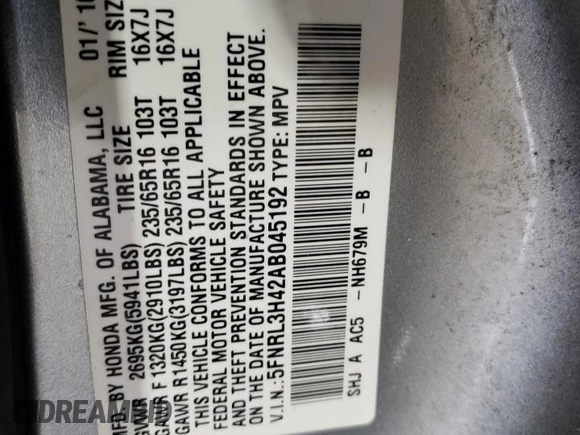 MFD. BY HONDA MFG. OF ALABAMA, LLC 01/'10
2695KG(5941LBS) TIRE SIZE RIM SIZE
GAWR F 1320KG(2910LBS) 235/65R16 103T 16X7J
GAWR R1450KG(3197LBS) 235/65R16 103T 16X7J
THIS VEHICLE CONFORMS TO ALL APPLICABLE
FEDERAL MOTOR VEHICLE SAFETY
AND THEFT PREVENTION STANDARDS IN EFFECT
ON THE DATE OF MANUFACTURE SHOWN ABOVE.
V.I.N.:5FNRL3H42AB045192 TYPE: MPV
SHJ A AC5 -NH679M -B -B
DREAMBID